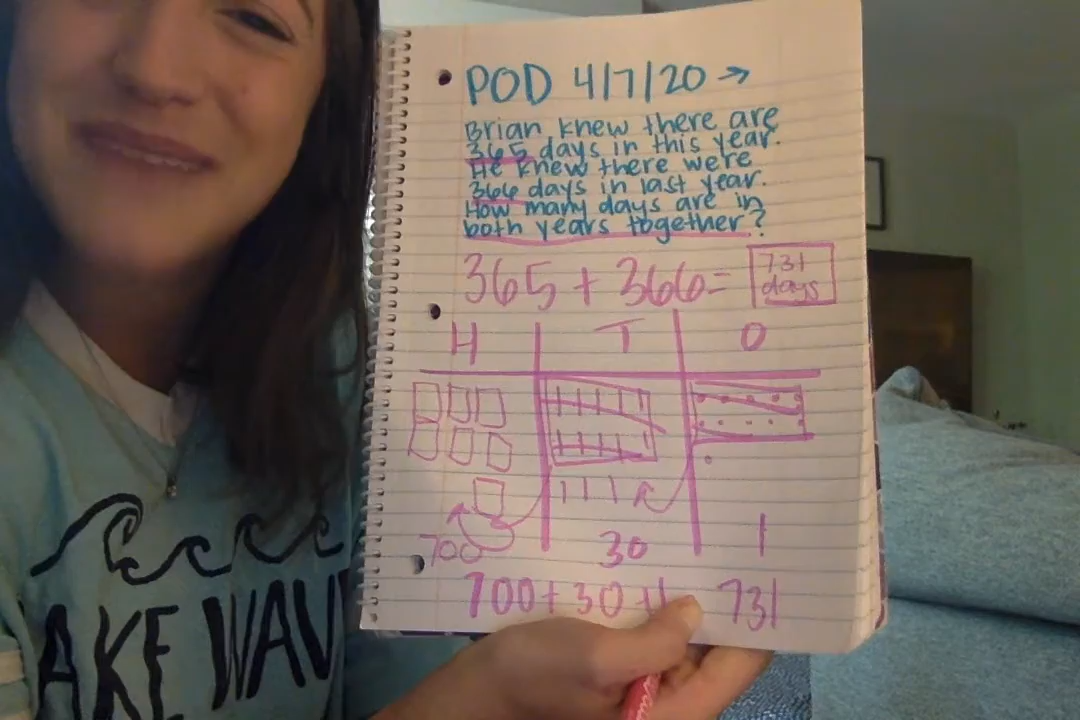 POD 4/7/20 →
Brian knew there are
365 days in this year.
He knew there were
366 days in last year.
How many days are in
both years together?
365 + 366 = 731
days
H T O
700 30 1
700 + 30 + 1 731
AKE WAV